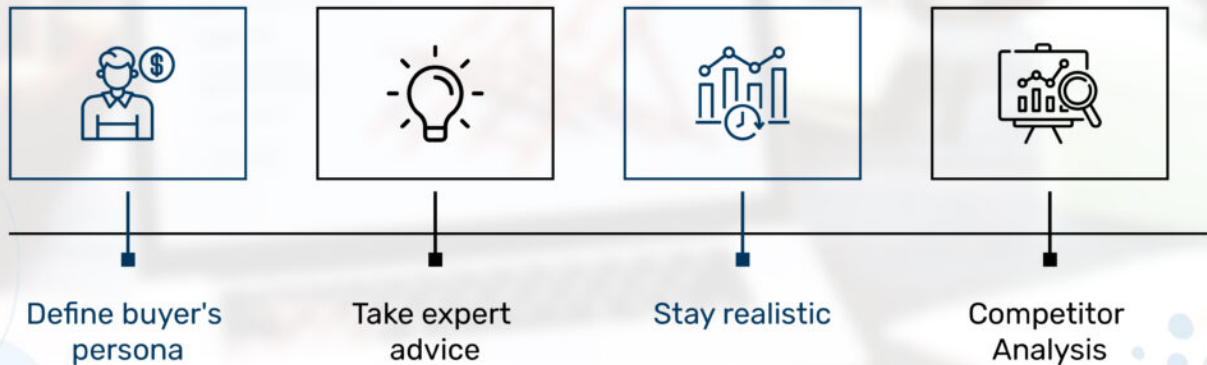 Define buyer's
persona
Take expert
advice
Stay realistic
Competitor
Analysis